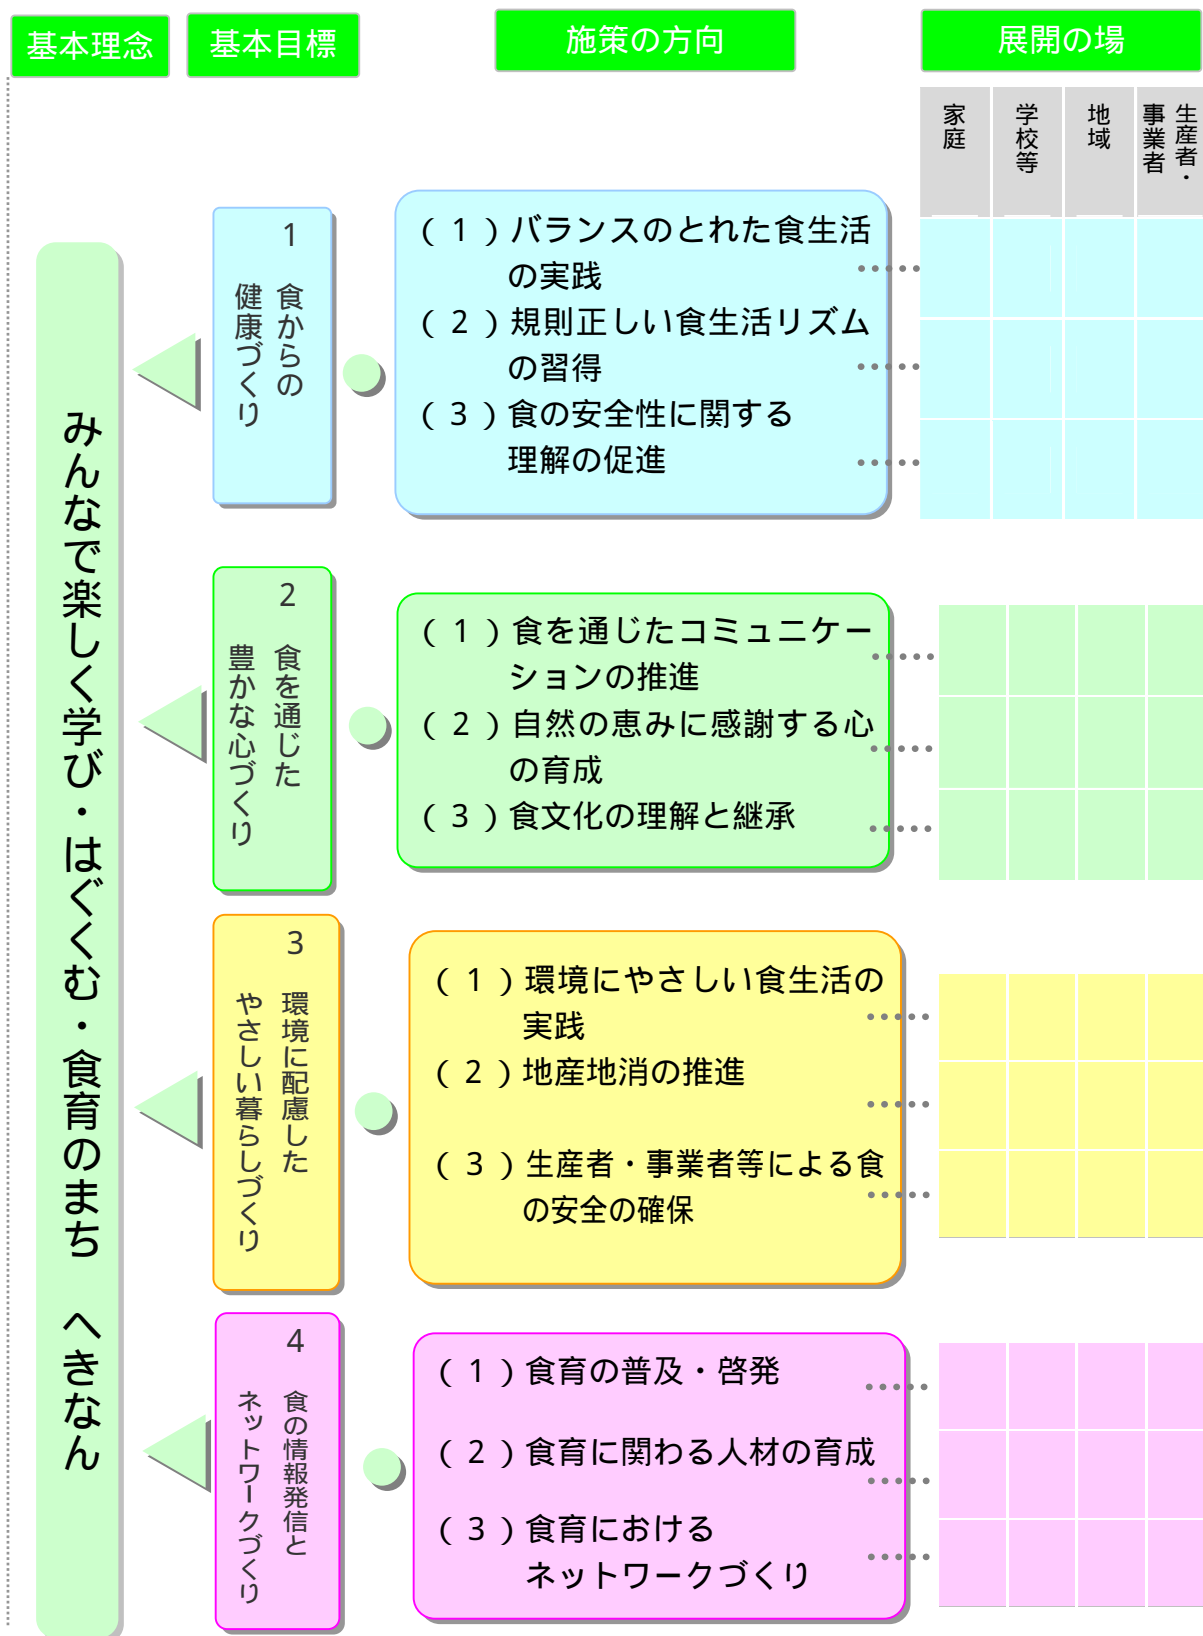 基本理念
基本目標
施策の方向
展開の場
家庭
学校等
地域
生産者・
事業者
みんなで楽しく学び・はぐくむ・食育のまち　へきなん
1
食からの
健康づくり
(1)バランスのとれた食生活
の実践
(2)規則正しい食生活リズム
の習得
(3)食の安全性に関する
理解の促進
2
食を通じた
豊かな心づくり
(1)食を通じたコミュニケー
ションの推進
(2)自然の恵みに感謝する心
の育成
(3)食文化の理解と継承
3
環境に配慮した
やさしい暮らしづくり
(1)環境にやさしい食生活の
実践
(2)地産地消の推進
(3)生産者・事業者等による食
の安全の確保
4
食の情報発信と
ネットワークづくり
(1)食育の普及・啓発
(2)食育に関わる人材の育成
(3)食育における
ネットワークづくり